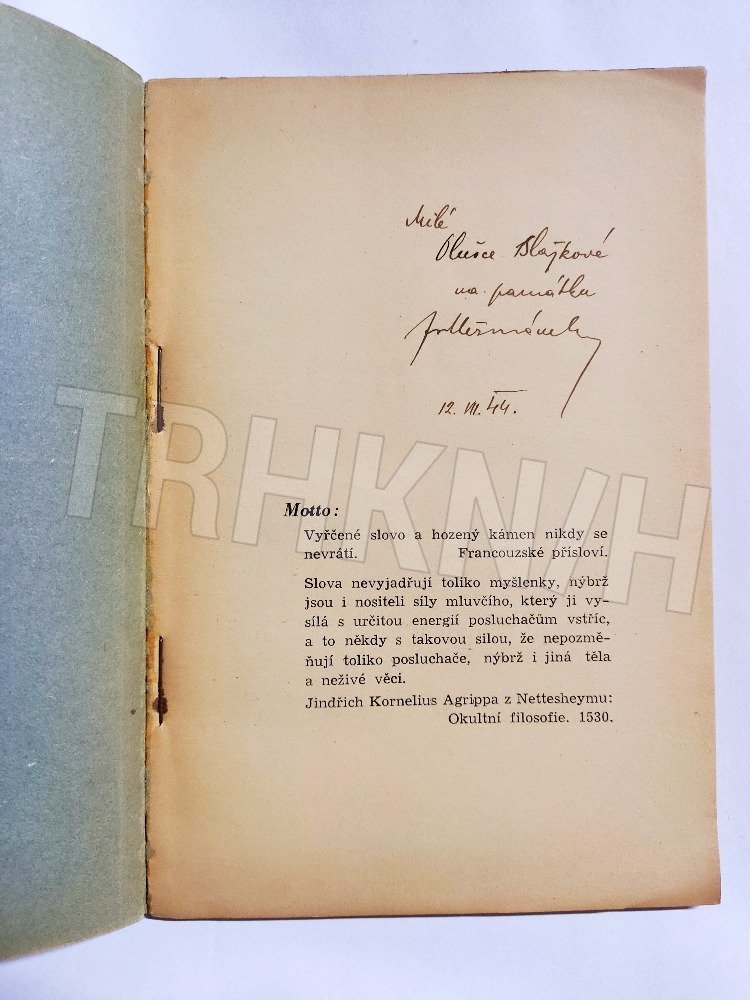 Milé
Olušce Blažkové
na památku
12. III. 44.
Motto:
Vyřčené slovo a hozený kámen nikdy se
nevrátí. Francouzské přísloví.
Slova nevyjadřují toliko myšlenky, nýbrž
jsou i nositeli síly mluvčího, který ji vy-
sílá s určitou energií posluchačům vstříc,
a to někdy s takovou silou, že nepozmě-
ňují toliko posluchače, nýbrž i jiná těla
a neživé věci.
Jindřich Kornelius Agrippa z Nettesheymu:
Okultní filosofie. 1530.
TRHKNIH